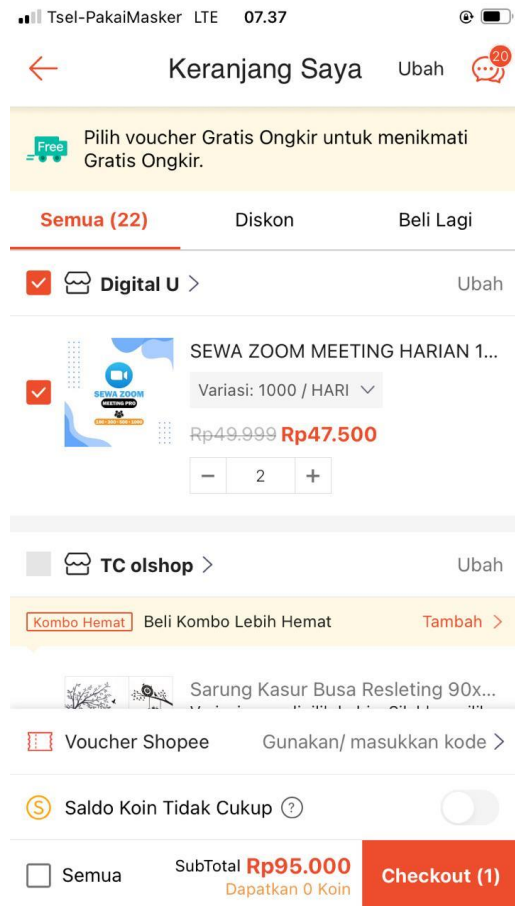 Tsel-PakaiMasker LTE 07.37
Keranjang Saya Ubah 20
Free
Pilih voucher Gratis Ongkir untuk menikmati
Gratis Ongkir.
Semua (22) Diskon Beli Lagi
Digital U > Ubah
SEWA ZOOM
MEETING PRO
SEWA ZOOM MEETING HARIAN 1...
Variasi: 1000 / HARI
Rp49.999 Rp47.500
− 2 +
TC olshop > Ubah
Kombo Hemat Beli Kombo Lebih Hemat Tambah >
Sarung Kasur Busa Resleting 90x...
Voucher Shopee Gunakan/ masukkan kode >
S Saldo Koin Tidak Cukup ?
Semua SubTotal Rp95.000 Checkout (1)
Dapatkan 0 Koin